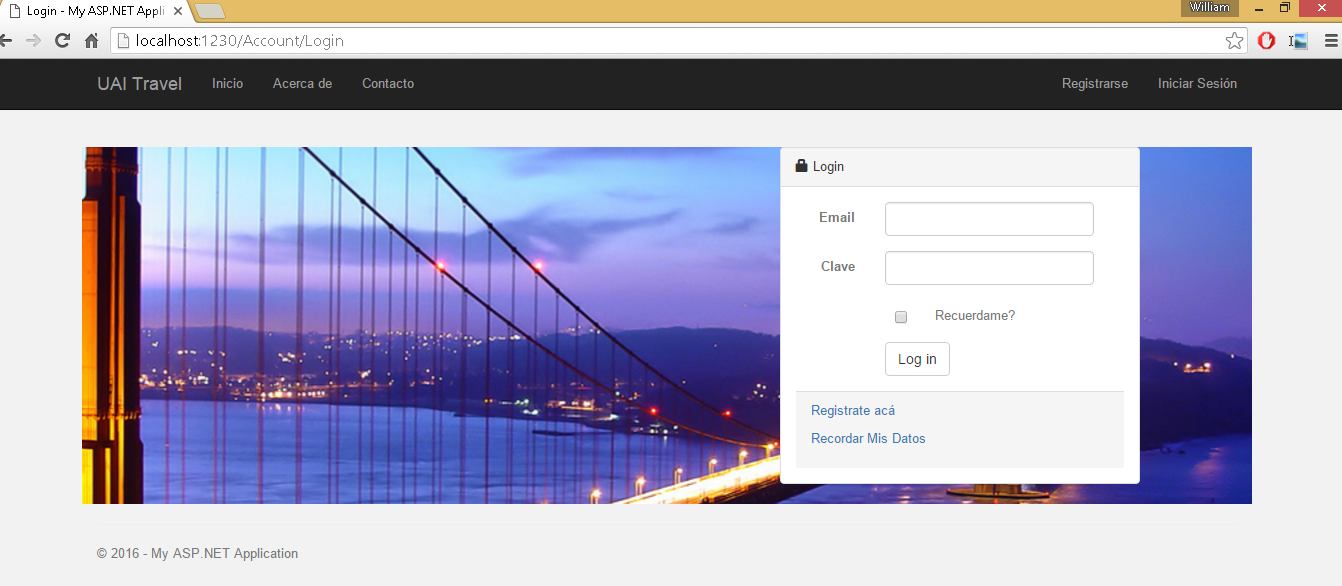 Login - My ASP.NET Appli
William
localhost:1230/Account/Login
UAI Travel Inicio Acerca de Contacto Registrarse Iniciar Sesión
Login
Email
Clave
Recuerdame?
Log in
Registrate acá
Recordar Mis Datos
© 2016 - My ASP.NET Application